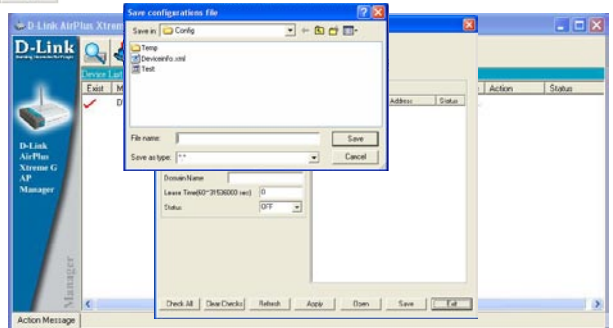 D-Link AirPlus Xtrem
Save configurations file
Save in:
Config
Temp
Deviceinfo.xml
Test
File name:
Save
Save as type:
*.*
Cancel
D-Link
Device List
Exist
M
D
Address
Status
Action
Status
D-Link
AirPlus
Xtreme G
AP
Manager
Domain Name
Lease Time(60~31536000 sec)
0
Status
OFF
Manager
Check All
Clear Checks
Refresh
Apply
Open
Save
Exit
Action Message